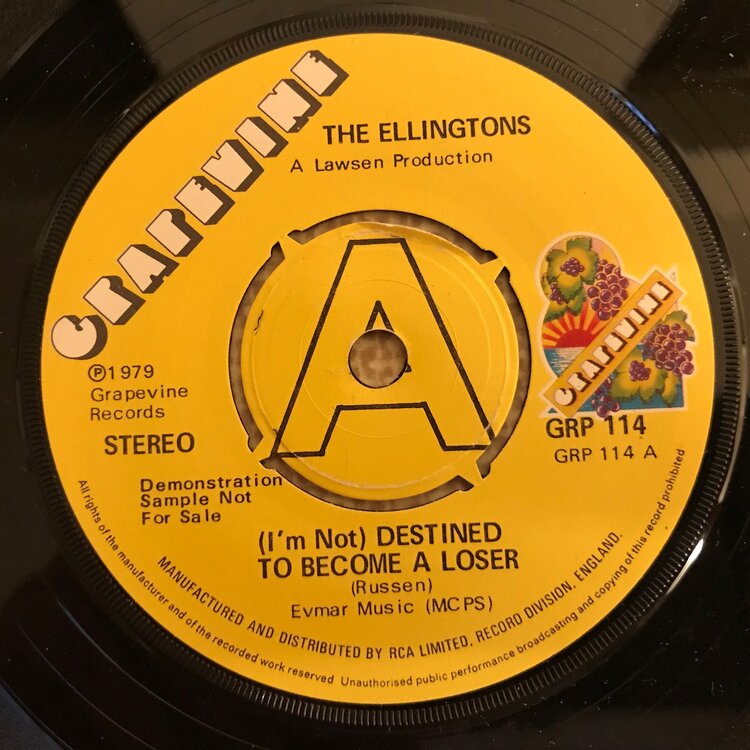 GRAPEVINE
THE ELLINGTONS
A Lawsen Production
A
GRAPEVINE
℗1979
Grapevine
Records
STEREO
GRP 114
GRP 114 A
Demonstration
Sample Not
For Sale
(I'm Not) DESTINED
TO BECOME A LOSER
(Russen)
Evmar Music (MCPS)
MANUFACTURED AND DISTRIBUTED BY RCA LIMITED, RECORD DIVISION, ENGLAND.
All rights of the manufacturer and of the recorded work reserved Unauthorised public performance broadcasting and copying of this record prohibited